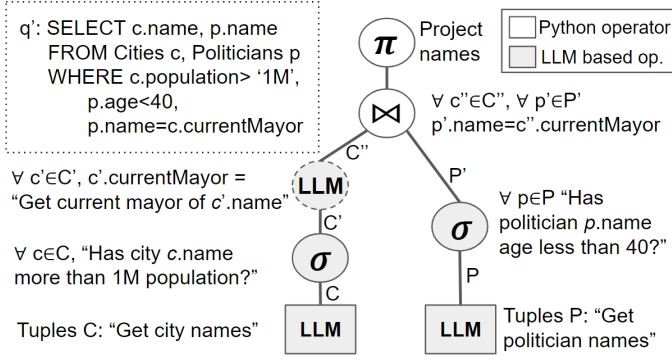 q': SELECT c.name, p.name
FROM Cities c, Politicians p
WHERE c.population> ‘1M’,
p.age<40,
p.name=c.currentMayor
π
Project
names
Python operator
LLM based op.
⋈
∀ c''∈C'', ∀ p'∈P'
p'.name=c''.currentMayor
C''
P'
∀ c'∈C', c'.currentMayor =
“Get current mayor of c'.name”
LLM
C'
∀ p∈P “Has
politician p.name
age less than 40?”
σ
∀ c∈C, “Has city c.name
more than 1M population?”
σ
C
P
Tuples C: “Get city names”
LLM
LLM
Tuples P: “Get
politician names”